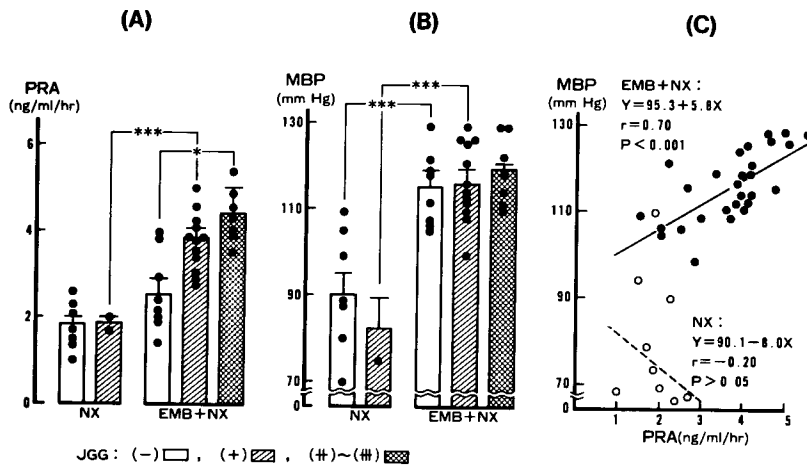 (A)
(B)
(C)
PRA
(ng/ml/hr)
6
4
2
0
***
*
NX
EMB+NX
MBP
(mm Hg)
130
110
90
70
0
***
***
NX
EMB+NX
MBP
(mm Hg)
130
110
90
70
0
EMB+NX:
Y=95.3+5.8X
r=0.70
P<0.001
NX:
Y=90.1-8.0X
r=-0.20
P>0.05
1 2 3 4 5
PRA(ng/ml/hr)
JGG: (-) , (+) , (⧺)~(⧻)